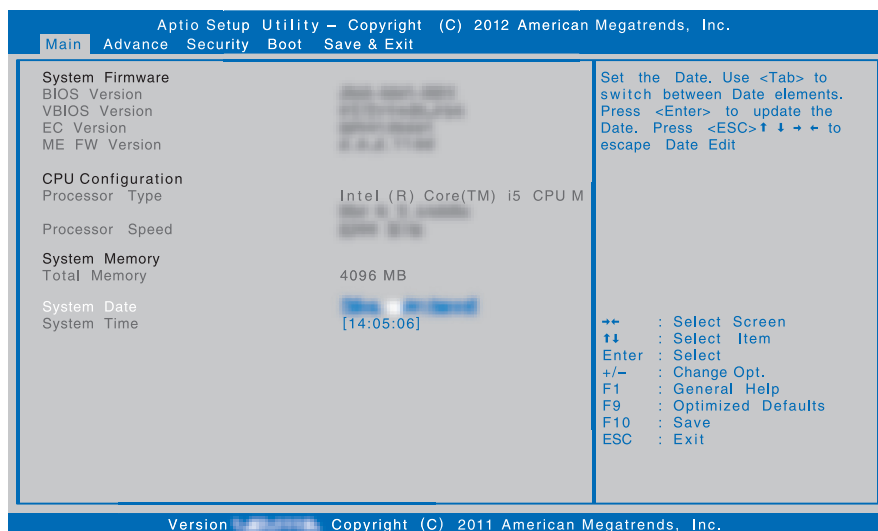 Aptio Setup Utility – Copyright (C) 2012 American Megatrends, Inc.
Main Advance Security Boot Save & Exit
System Firmware
BIOS Version
VBIOS Version
EC Version
ME FW Version
CPU Configuration
Processor Type Intel (R) Core(TM) i5 CPU M
Processor Speed
System Memory
Total Memory 4096 MB
System Date
System Time [14:05:06]
Set the Date. Use <Tab> to
switch between Date elements.
Press <Enter> to update the
Date. Press <ESC>↑ ↓ → ← to
escape Date Edit
→← : Select Screen
↑↓ : Select Item
Enter : Select
+/– : Change Opt.
F1 : General Help
F9 : Optimized Defaults
F10 : Save
ESC : Exit
Version Copyright (C) 2011 American Megatrends, Inc.